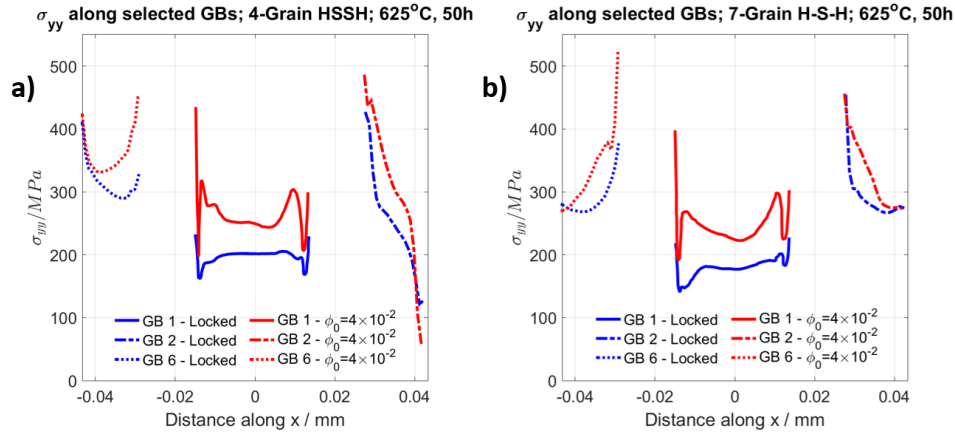 σyy along selected GBs; 4-Grain HSSH; 625°C, 50h
a)
σyy/MPa
500
400
300
200
100
0
GB 1 - Locked
GB 2 - Locked
GB 6 - Locked
GB 1 - ϕ0=4×10-2
GB 2 - ϕ0=4×10-2
GB 6 - ϕ0=4×10-2
-0.04 -0.02 0 0.02 0.04
Distance along x / mm
σyy along selected GBs; 7-Grain H-S-H; 625°C, 50h
b)
σyy/MPa
500
400
300
200
100
0
GB 1 - Locked
GB 2 - Locked
GB 6 - Locked
GB 1 - ϕ0=4×10-2
GB 2 - ϕ0=4×10-2
GB 6 - ϕ0=4×10-2
-0.04 -0.02 0 0.02 0.04
Distance along x / mm